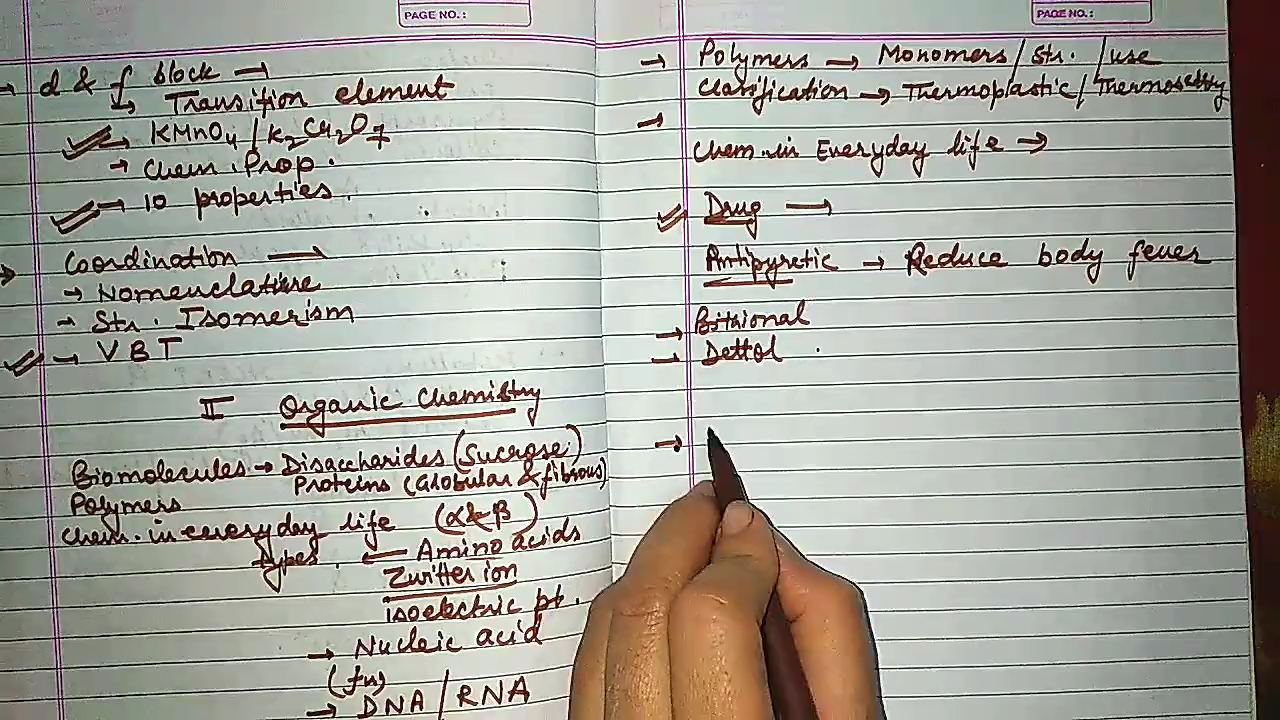 PAGE NO.:
→ d & f block →
↳ Transition element
→ KMnO4 / K2Cr2O7
→ Chem. Prop.
→ 10 properties.
→ Coordination →
→ Nomenclature
→ Str. Isomerism
→ VBT
II Organic Chemistry
Biomolecules → Disaccharides (Sucrose)
Proteins (Globular & fibrous)
Polymers
(α & β)
Chem. in everyday life
types. ← Amino acids
Zwitter ion
isoelectric pt.
→ Nucleic acid
(fn)
→ DNA / RNA
PAGE NO.:
→ Polymers → Monomers / Str. / use
Classification → Thermoplastic / Thermosetting
→ Chem. in Everyday life →
Drug →
Antipyretic → Reduce body fever
→ Bithional
→ Dettol .
→